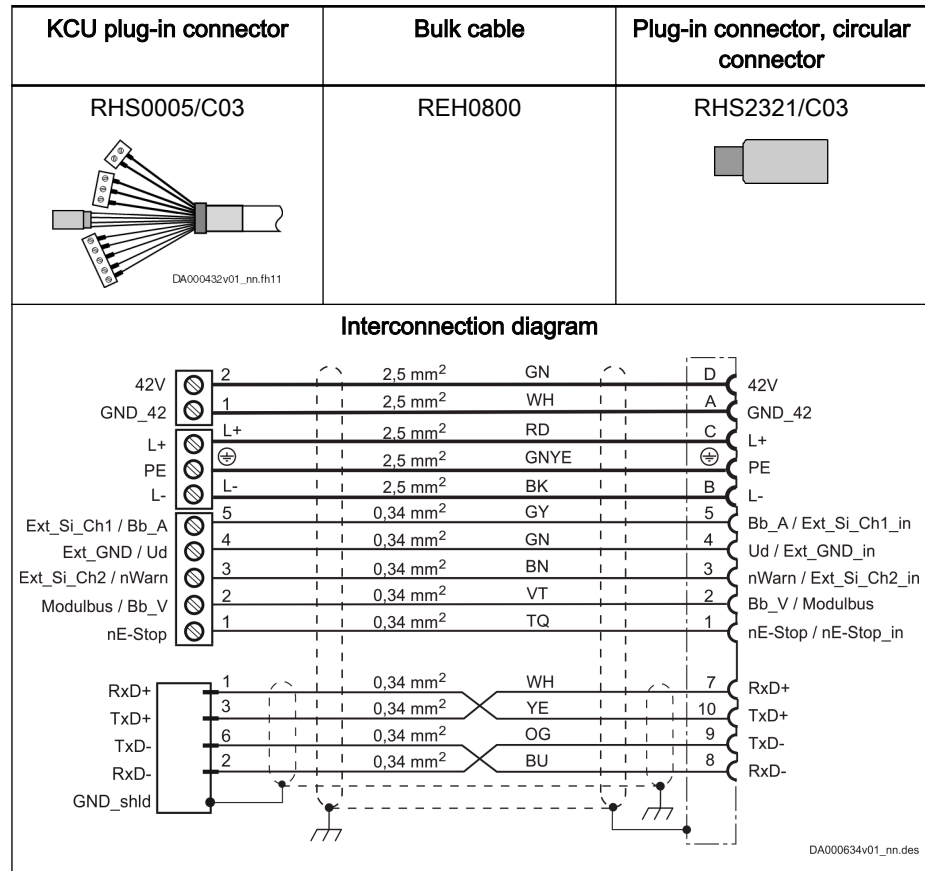 KCU plug-in connector Bulk cable Plug-in connector, circular
connector
RHS0005/C03 REH0800 RHS2321/C03
DA000432v01_nn.fh11
Interconnection diagram
42V 2 2,5 mm² GN D 42V
GND_42 1 2,5 mm² WH A GND_42
L+ L+ 2,5 mm² RD C L+
PE 2,5 mm² GNYE PE
L- L- 2,5 mm² BK B L-
Ext_Si_Ch1 / Bb_A 5 0,34 mm² GY 5 Bb_A / Ext_Si_Ch1_in
Ext_GND / Ud 4 0,34 mm² GN 4 Ud / Ext_GND_in
Ext_Si_Ch2 / nWarn 3 0,34 mm² BN 3 nWarn / Ext_Si_Ch2_in
Modulbus / Bb_V 2 0,34 mm² VT 2 Bb_V / Modulbus
nE-Stop 1 0,34 mm² TQ 1 nE-Stop / nE-Stop_in
RxD+ 1 0,34 mm² WH 7 RxD+
TxD+ 3 0,34 mm² YE 10 TxD+
TxD- 6 0,34 mm² OG 9 TxD-
RxD- 2 0,34 mm² BU 8 RxD-
GND_shld
DA000634v01_nn.des